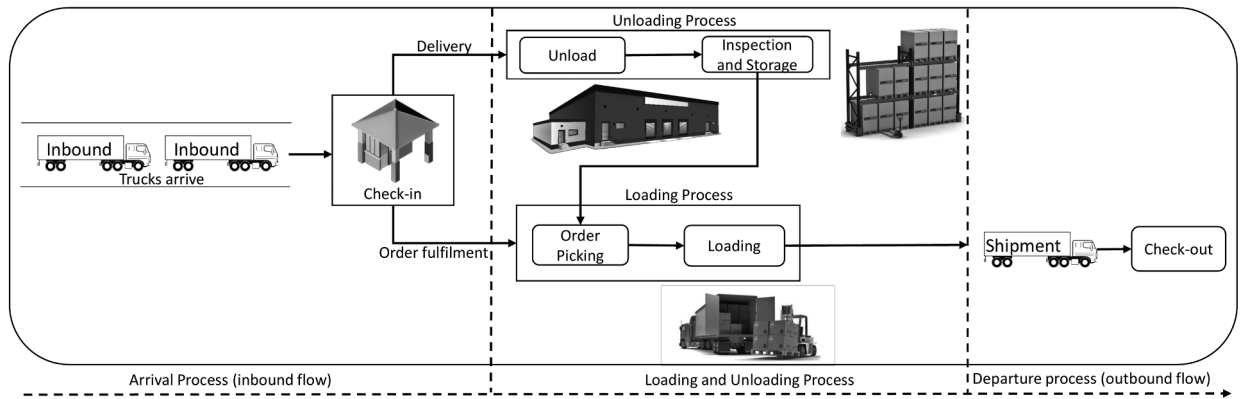 Unloading Process
Delivery
Unload
Inspection
and Storage
Inbound
Inbound
Trucks arrive
Check-in
Loading Process
Order fulfilment
Order
Picking
Loading
Shipment
Check-out
Arrival Process (inbound flow)
Loading and Unloading Process
Departure process (outbound flow)